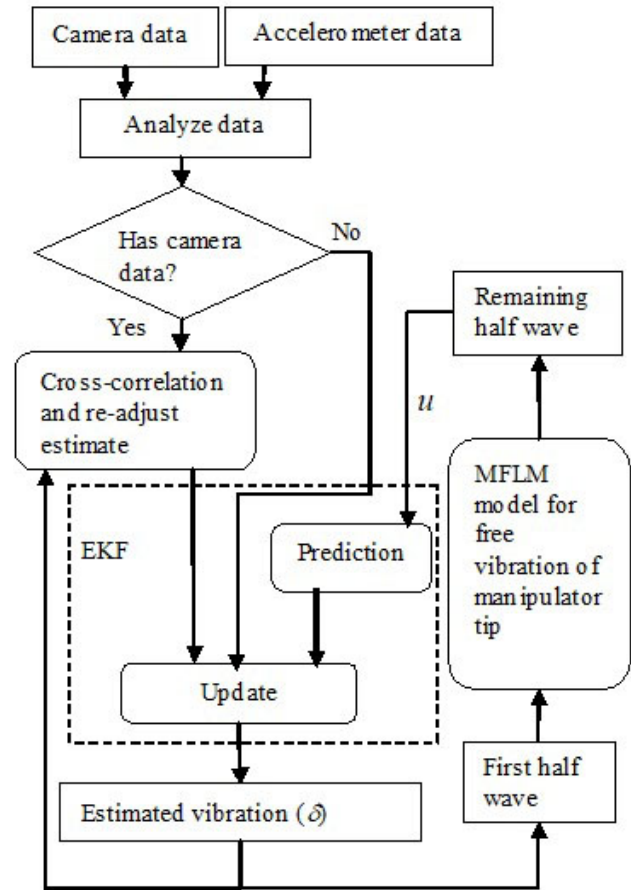 Camera data
Accelerometer data
Analyze data
Has camera
data?
No
Yes
Remaining
half wave
Cross-correlation
and re-adjust
estimate
u
MFLM
model for
free
vibration of
manipulator
tip
EKF
Prediction
Update
First half
wave
Estimated vibration (δ)